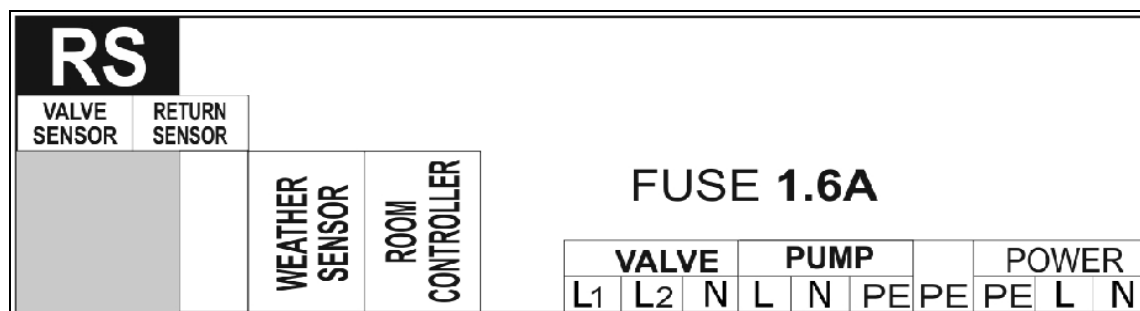 RS
VALVE SENSOR
RETURN SENSOR
WEATHER SENSOR
ROOM CONTROLLER
FUSE 1.6A
VALVE PUMP POWER
L1 L2 N L N PE PE PE L N